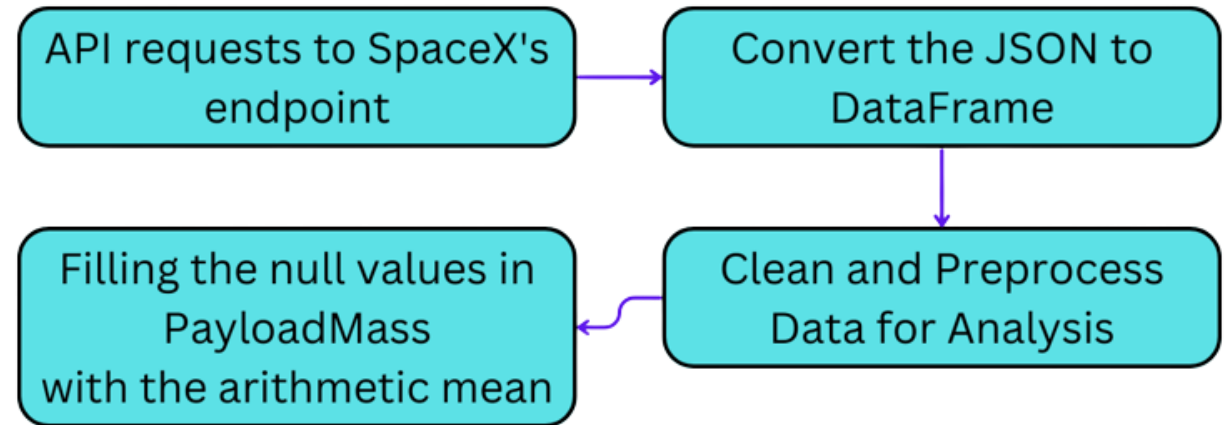 API requests to SpaceX's
endpoint
Convert the JSON to
DataFrame
Clean and Preprocess
Data for Analysis
Filling the null values in
PayloadMass
with the arithmetic mean